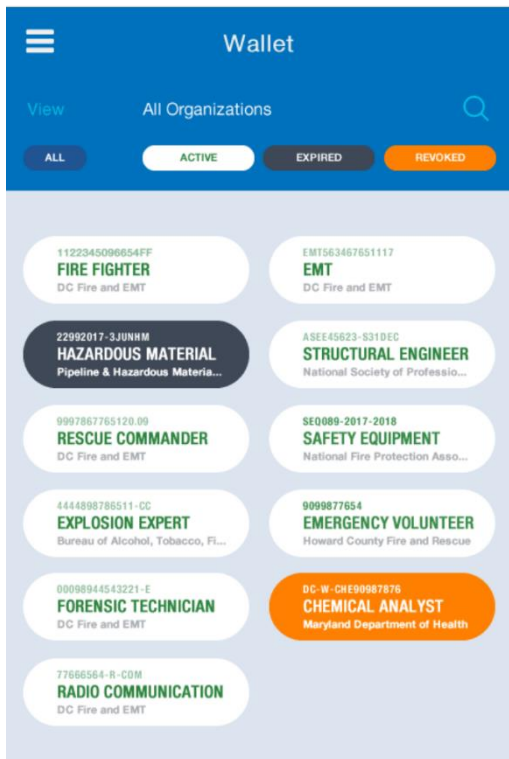 Wallet
View
All Organizations
ALL
ACTIVE
EXPIRED
REVOKED
1122345096654FF
FIRE FIGHTER
DC Fire and EMT
EMT563467651117
EMT
DC Fire and EMT
22992017-3JUNHM
HAZARDOUS MATERIAL
Pipeline & Hazardous Materia...
ASEE45623-S31DEC
STRUCTURAL ENGINEER
National Society of Professio...
9997867765120.09
RESCUE COMMANDER
DC Fire and EMT
SEQ089-2017-2018
SAFETY EQUIPMENT
National Fire Protection Asso...
4444898786511-CC
EXPLOSION EXPERT
Bureau of Alcohol, Tobacco, Fi...
9099877654
EMERGENCY VOLUNTEER
Howard County Fire and Rescue
00098944543221-E
FORENSIC TECHNICIAN
DC Fire and EMT
DC-W-CHE90987876
CHEMICAL ANALYST
Maryland Department of Health
77666564-R-COM
RADIO COMMUNICATION
DC Fire and EMT